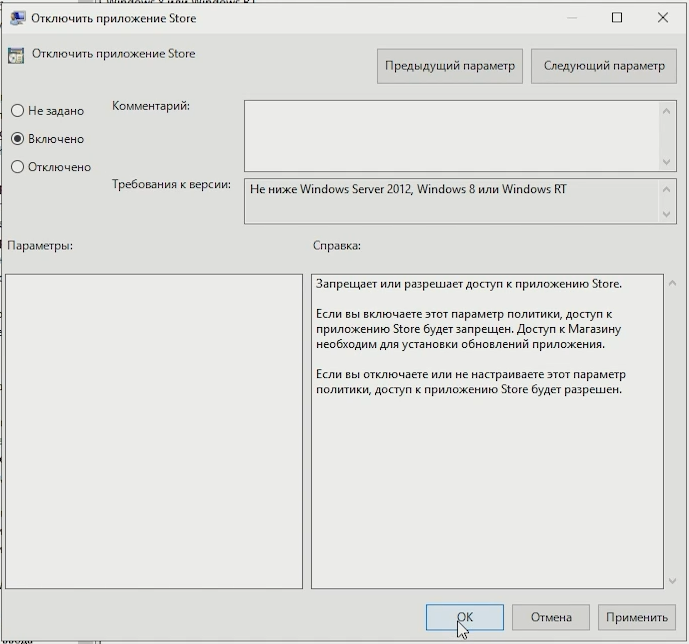 Отключить приложение Store
Отключить приложение Store
Предыдущий параметр
Следующий параметр
Не задано
Включено
Отключено
Комментарий:
Требования к версии:
Не ниже Windows Server 2012, Windows 8 или Windows RT
Параметры:
Справка:
Запрещает или разрешает доступ к приложению Store.
Если вы включаете этот параметр политики, доступ к
приложению Store будет запрещен. Доступ к Магазину
необходим для установки обновлений приложения.
Если вы отключаете или не настраиваете этот параметр
политики, доступ к приложению Store будет разрешен.
ОК
Отмена
Применить